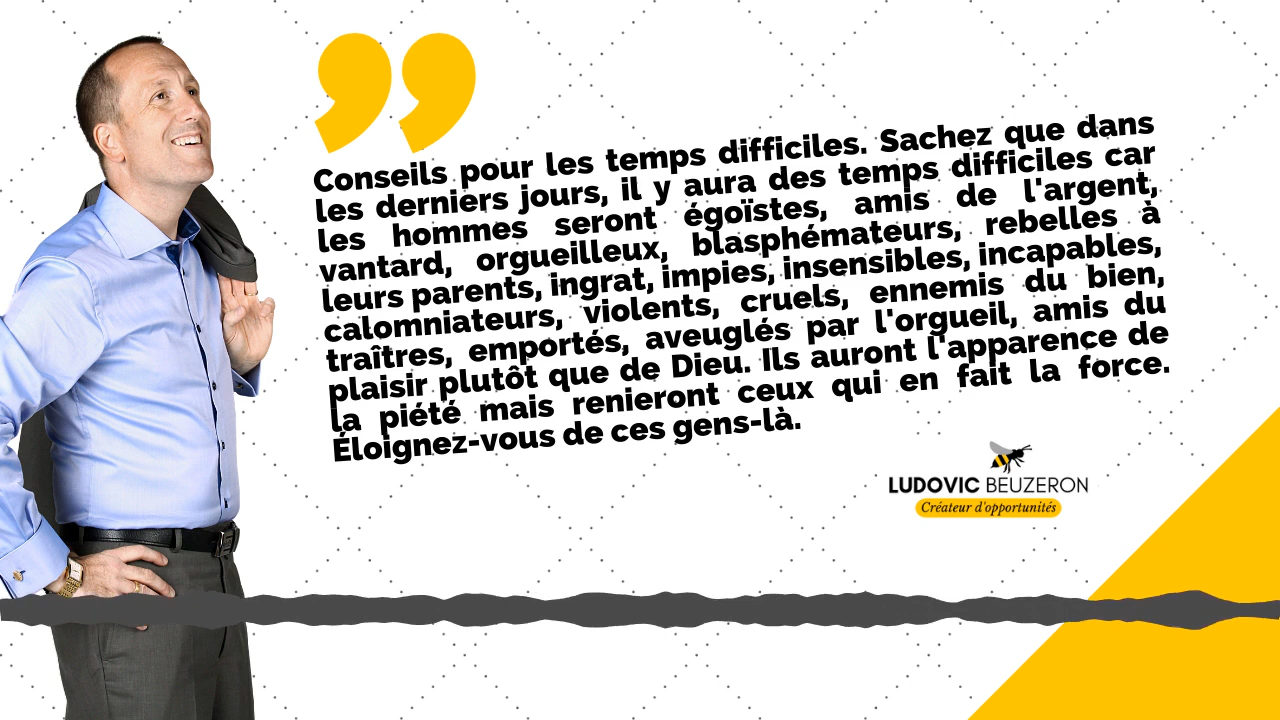 Conseils pour les temps difficiles. Sachez que dans
les derniers jours, il y aura des temps difficiles car
les hommes seront égoïstes, amis de l'argent,
vantard, orgueilleux, blasphémateurs, rebelles à
leurs parents, ingrat, impies, insensibles, incapables,
calomniateurs, violents, cruels, ennemis du bien,
traîtres, emportés, aveuglés par l'orgueil, amis du
plaisir plutôt que de Dieu. Ils auront l'apparence de
la piété mais renieront ceux qui en fait la force.
Éloignez-vous de ces gens-là.
LUDOVIC BEUZERON
Créateur d'opportunités